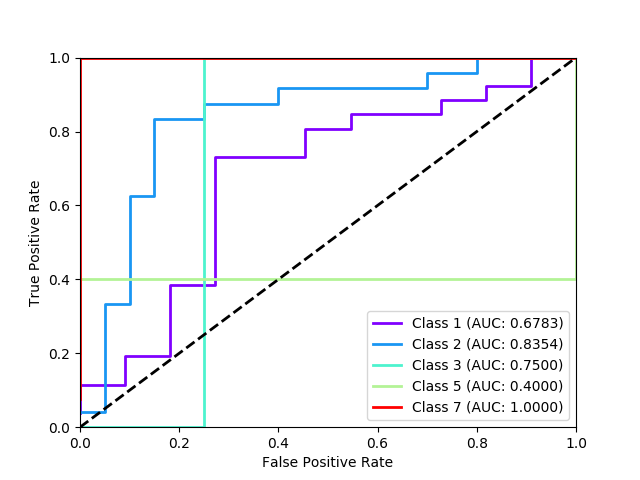 1.0
0.8
0.6
0.4
0.2
0.0
True Positive Rate
0.0 0.2 0.4 0.6 0.8 1.0
False Positive Rate
Class 1 (AUC: 0.6783)
Class 2 (AUC: 0.8354)
Class 3 (AUC: 0.7500)
Class 5 (AUC: 0.4000)
Class 7 (AUC: 1.0000)